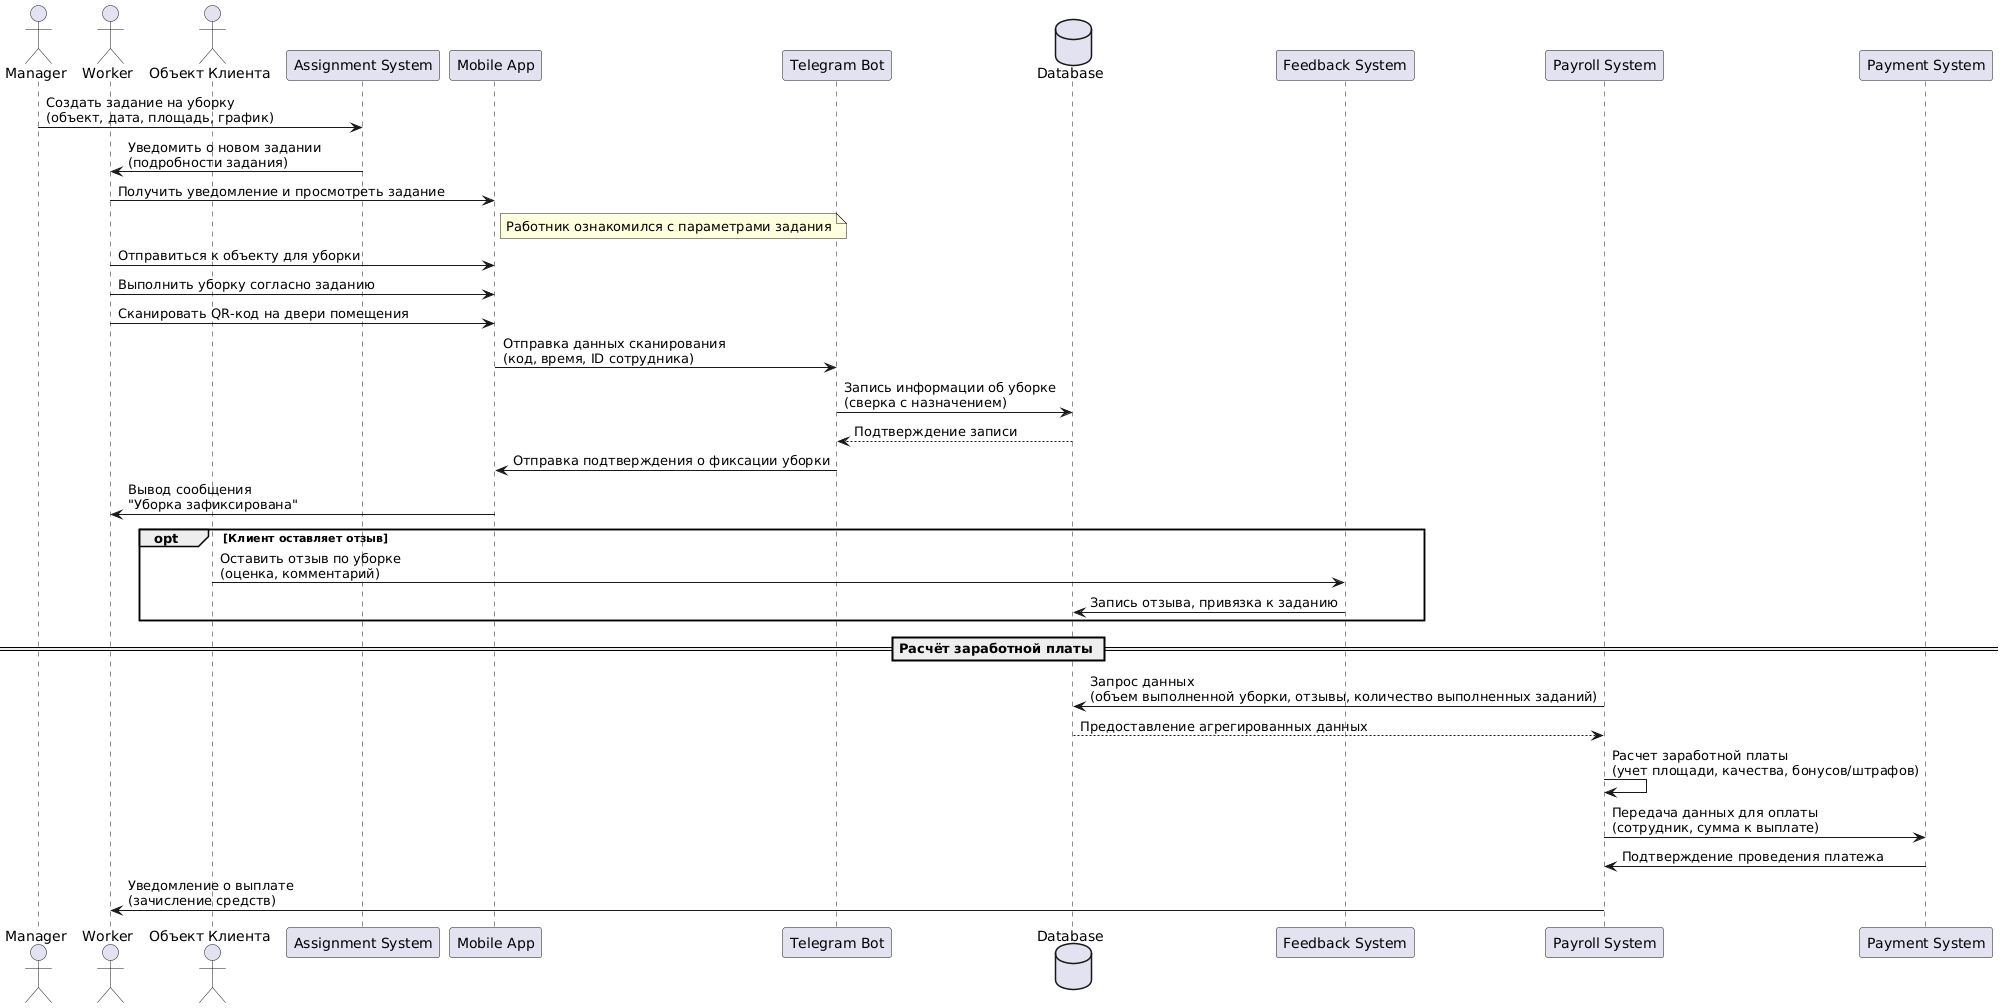 Manager
Worker
Объект Клиента
Assignment System
Mobile App
Telegram Bot
Database
Feedback System
Payroll System
Payment System
Создать задание на уборку
(объект, дата, площадь, график)
Уведомить о новом задании
(подробности задания)
Получить уведомление и просмотреть задание
Работник ознакомился с параметрами задания
Отправиться к объекту для уборки
Выполнить уборку согласно заданию
Сканировать QR-код на двери помещения
Отправка данных сканирования
(код, время, ID сотрудника)
Запись информации об уборке
(сверка с назначением)
Подтверждение записи
Отправка подтверждения о фиксации уборки
Вывод сообщения
"Уборка зафиксирована"
opt [Клиент оставляет отзыв]
Оставить отзыв по уборке
(оценка, комментарий)
Запись отзыва, привязка к заданию
Расчёт заработной платы
Запрос данных
(объем выполненной уборки, отзывы, количество выполненных заданий)
Предоставление агрегированных данных
Расчет заработной платы
(учет площади, качества, бонусов/штрафов)
Передача данных для оплаты
(сотрудник, сумма к выплате)
Подтверждение проведения платежа
Уведомление о выплате
(зачисление средств)
Manager
Worker
Объект Клиента
Assignment System
Mobile App
Telegram Bot
Database
Feedback System
Payroll System
Payment System